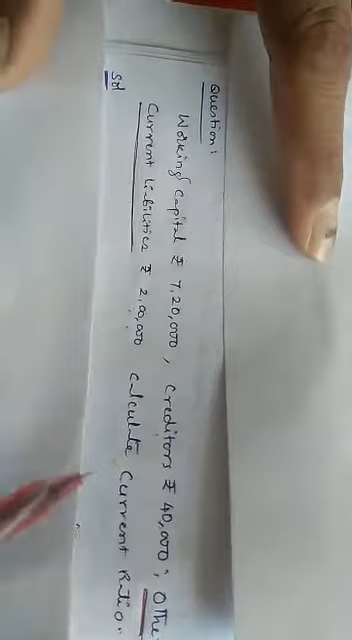 Question:
Working Capital ₹ 7,20,000, Creditors ₹ 40,000; Othe
Current liabilities ₹ 2,00,000 Calculate Current Ratio.
Sol